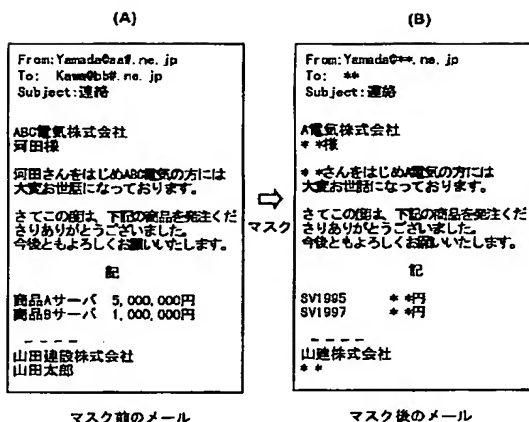 (A)
From:Yamada@aa#.ne.jp
To: Kawa@bb#.ne.jp
Subject:連絡
ABC電気株式会社
河田様
河田さんをはじめABC電気の方には
大変お世話になっております。
さてこの度は、下記の商品を発注くだ
さりありがとうございました。
今後ともよろしくお願いいたします。
記
商品Aサーバ 5,000,000円
商品Bサーバ 1,000,000円
----
山田建設株式会社
山田太郎
マスク前のメール
マスク
(B)
From:Yamada@**.ne.jp
To: **
Subject:連絡
A電気株式会社
**様
**さんをはじめA電気の方には
大変お世話になっております。
さてこの度は、下記の商品を発注くだ
さりありがとうございました。
今後ともよろしくお願いいたします。
記
SV1995 **円
SV1997 **円
----
山建株式会社
**
マスク後のメール